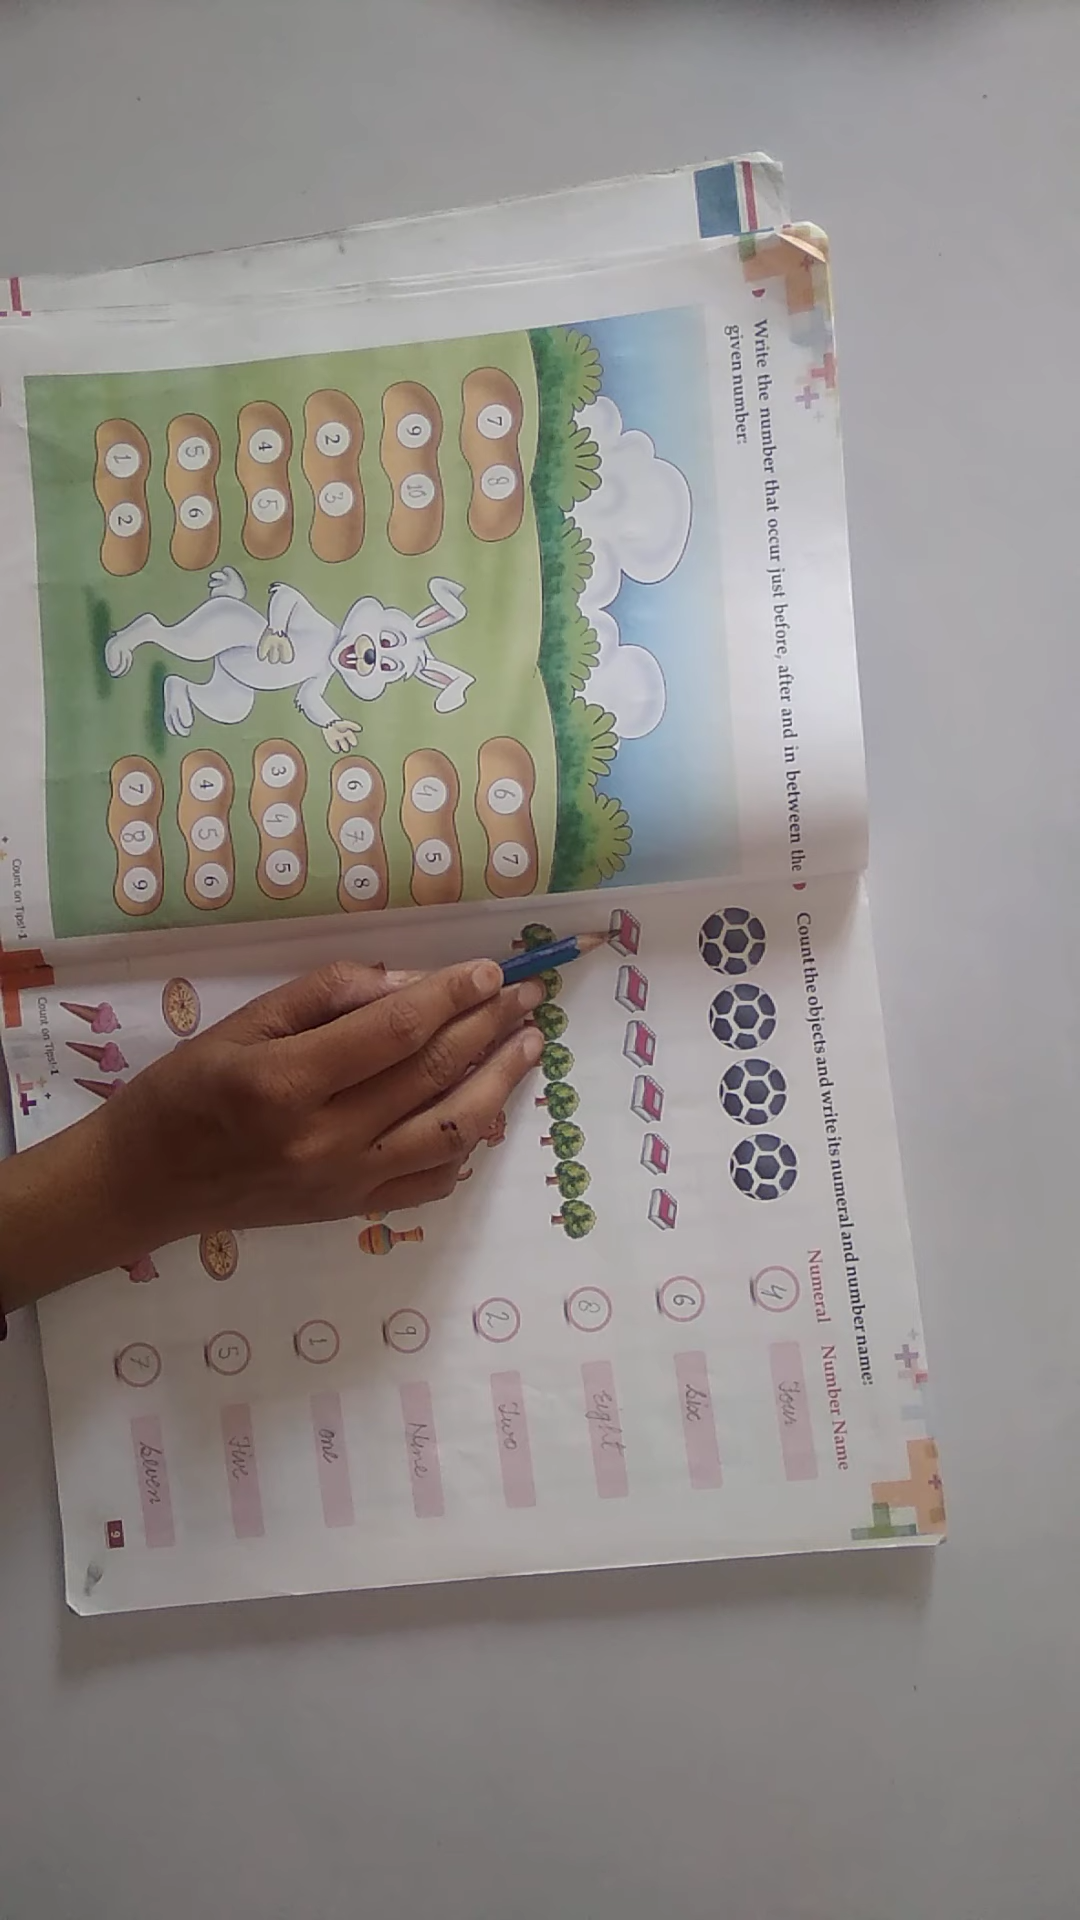 Write the number that occur just before, after and in between the
given number:
7 8
9 10
2 3
4 5
5 6
1 2
6 7
4 5
6 7 8
3 4 5
4 5 6
7 8 9
Count on Tips!-1
Count the objects and write its numeral and number name:
Numeral Number Name
4 Four
6 Six
8 eight
2 Two
9 Nine
1 one
5 Five
7 Seven
Count on Tips!-1
9